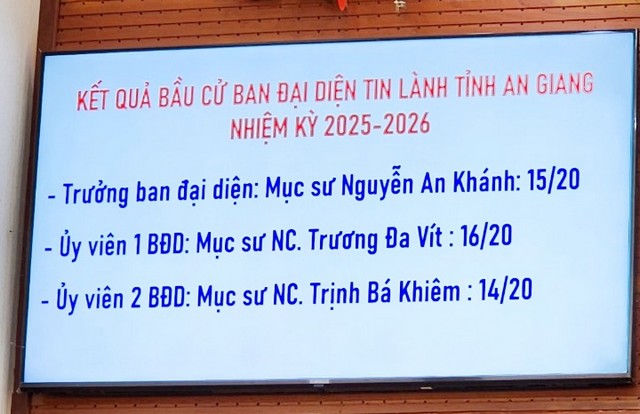 KẾT QUẢ BẦU CỬ BAN ĐẠI DIỆN TIN LÀNH TỈNH AN GIANG
NHIỆM KỲ 2025-2026
- Trưởng ban đại diện: Mục sư Nguyễn An Khánh: 15/20
- Ủy viên 1 BĐD: Mục sư NC. Trương Đa Vít : 16/20
- Ủy viên 2 BĐD: Mục sư NC. Trịnh Bá Khiêm : 14/20